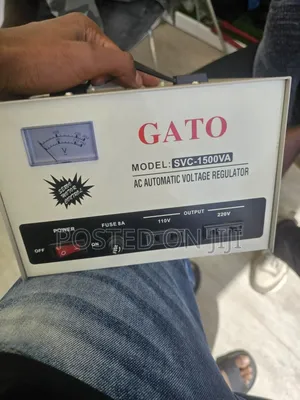 GATO
MODEL: SVC-1500VA
AC AUTOMATIC VOLTAGE REGULATOR
V
POWER
FUSE 8A
110V
OUTPUT
220V
OFF
ON
POSTED ON JIJI